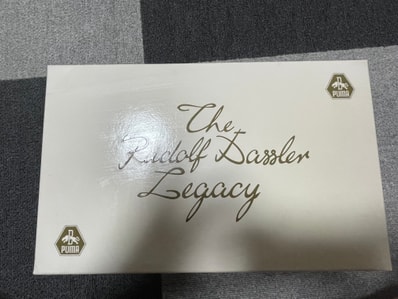 PUMA
The
Rudolf Dassler
Legacy
PUMA